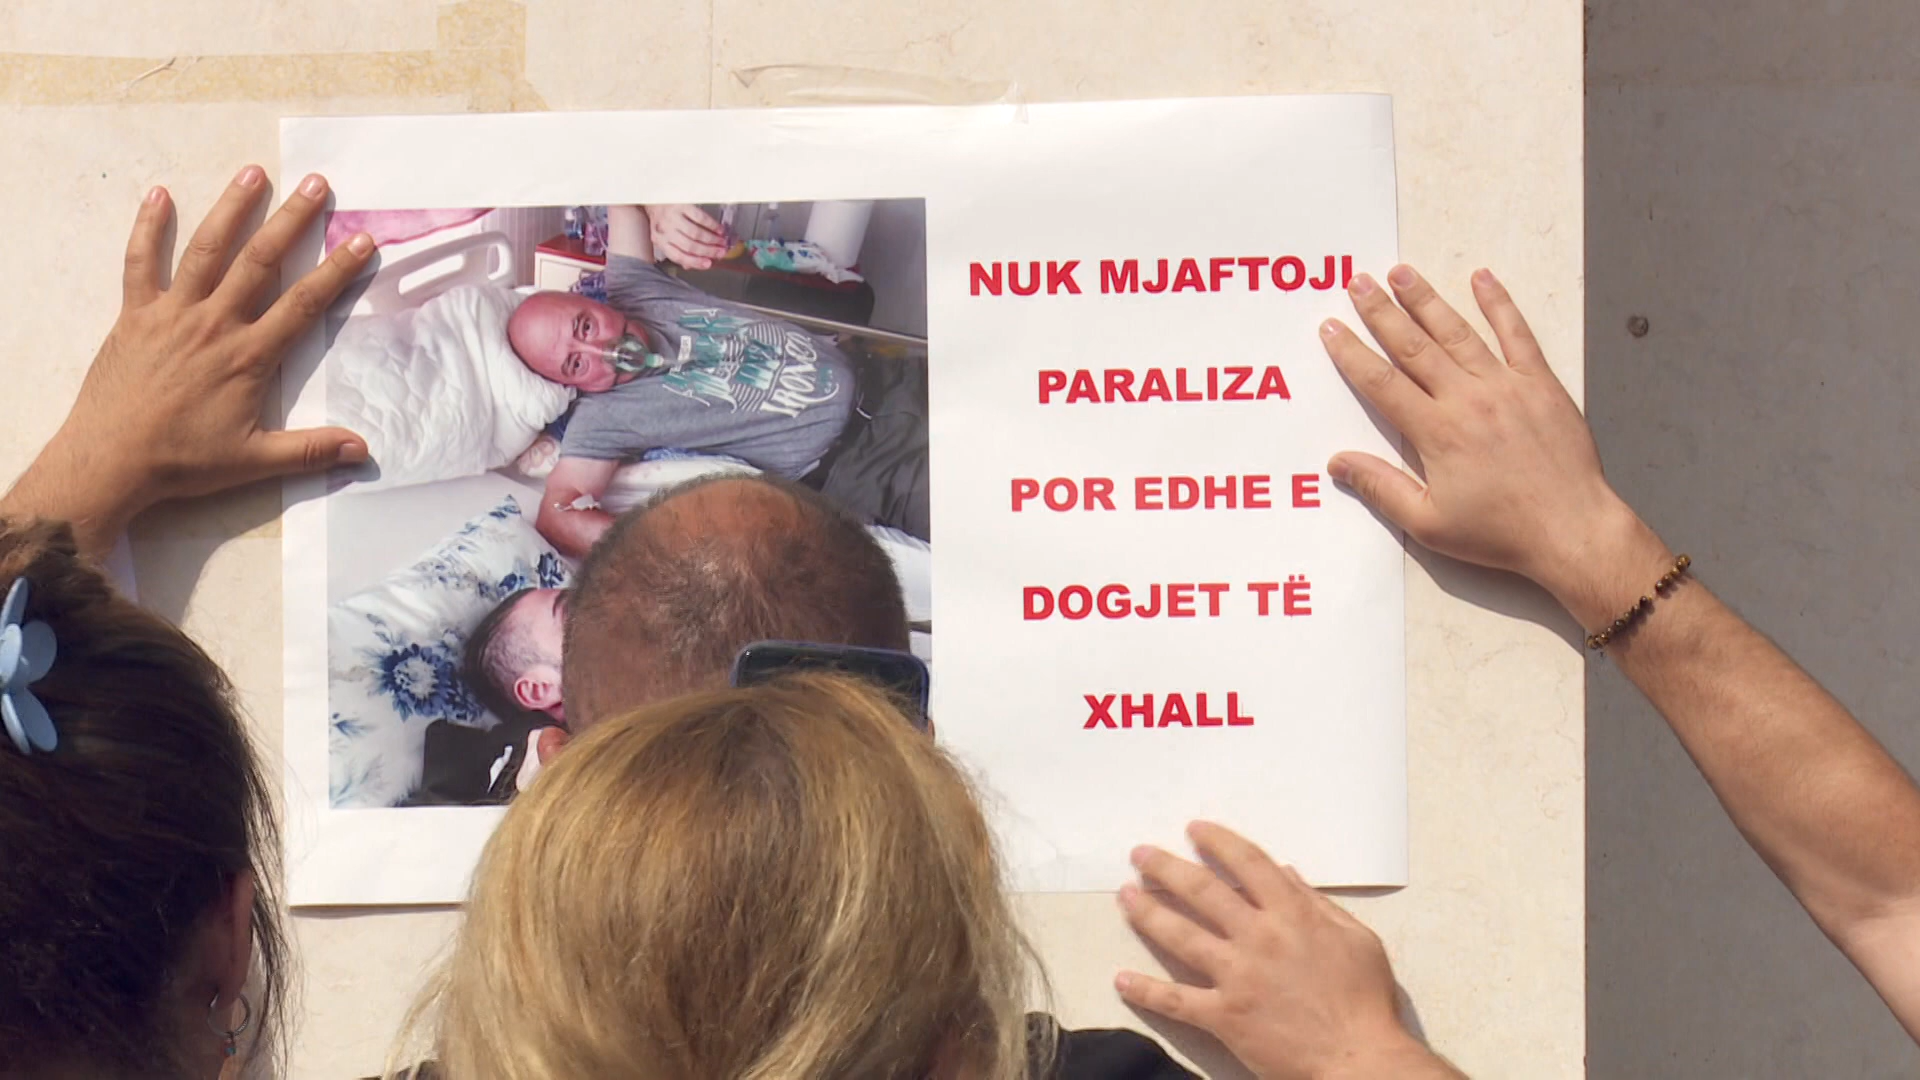 NUK MJAFTOJI
PARALIZA
POR EDHE E
DOGJET TË
XHALL